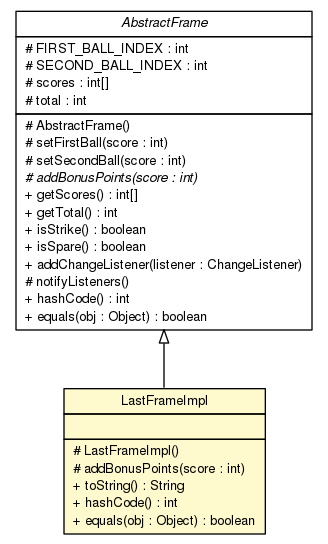 AbstractFrame
# FIRST_BALL_INDEX : int
# SECOND_BALL_INDEX : int
# scores : int[]
# total : int
# AbstractFrame()
# setFirstBall(score : int)
# setSecondBall(score : int)
# addBonusPoints(score : int)
+ getScores() : int[]
+ getTotal() : int
+ isStrike() : boolean
+ isSpare() : boolean
+ addChangeListener(listener : ChangeListener)
# notifyListeners()
+ hashCode() : int
+ equals(obj : Object) : boolean
LastFrameImpl
# LastFrameImpl()
# addBonusPoints(score : int)
+ toString() : String
+ hashCode() : int
+ equals(obj : Object) : boolean